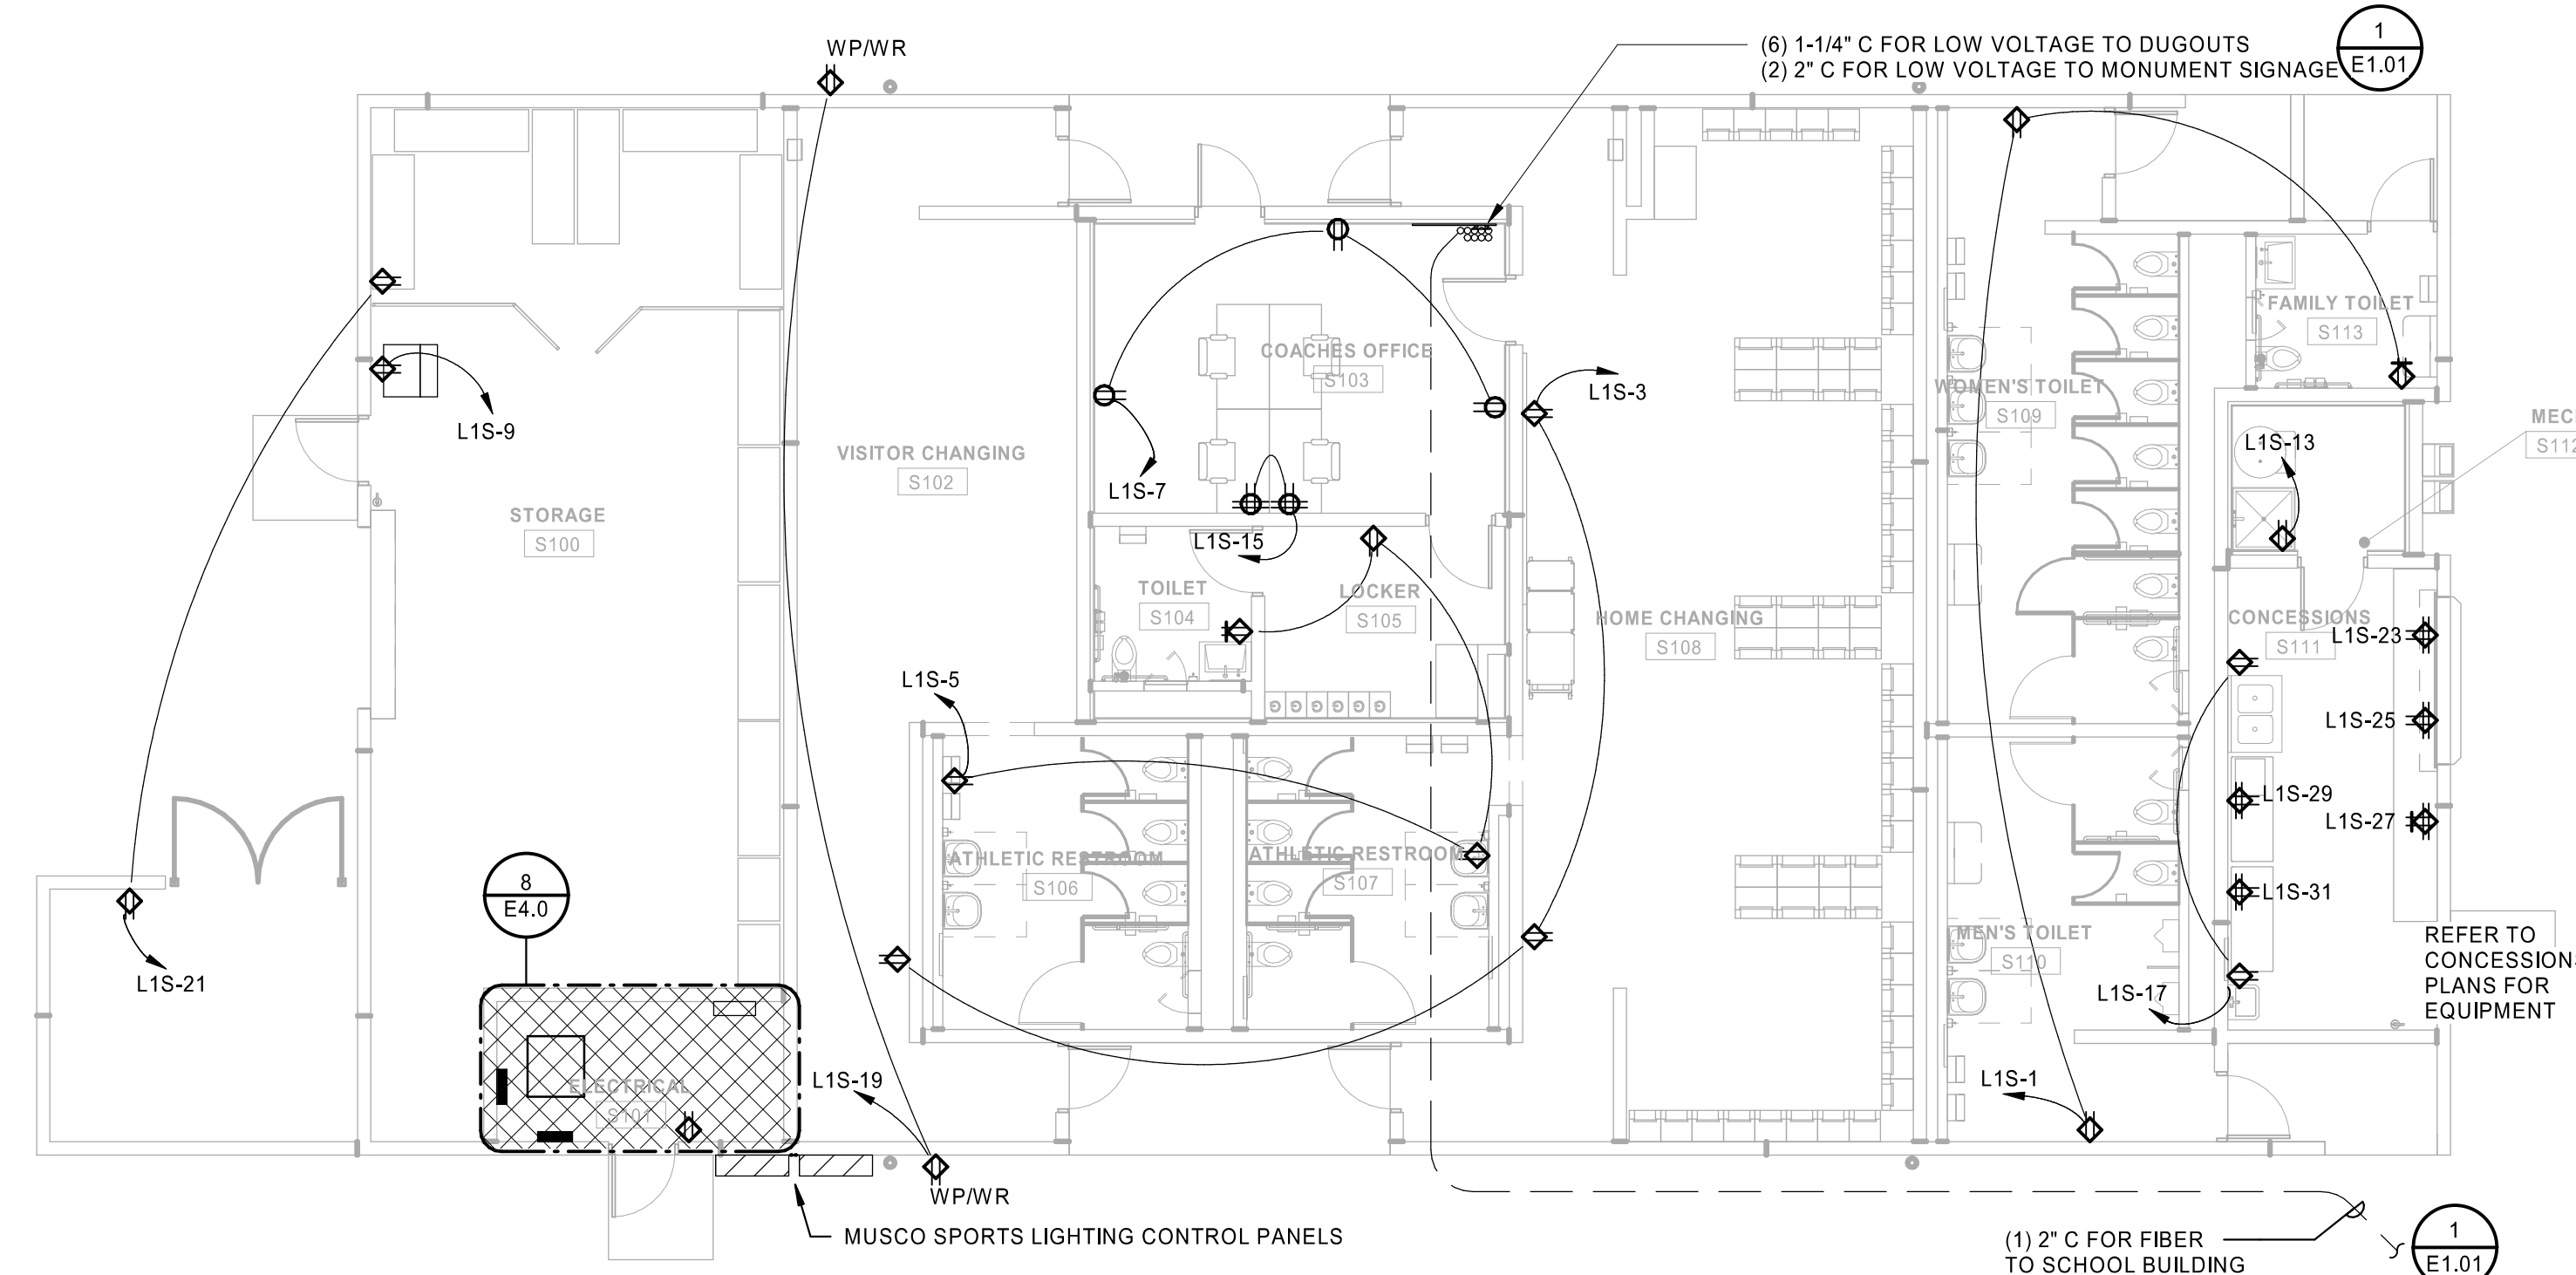 WP/WR
(6) 1-1/4" C FOR LOW VOLTAGE TO DUGOUTS
(2) 2" C FOR LOW VOLTAGE TO MONUMENT SIGNAGE
1
E1.01
L1S-9
STORAGE
S100
VISITOR CHANGING
S102
COACHES OFFICE
S103
L1S-7
L1S-15
L1S-3
TOILET
S104
LOCKER
S105
HOME CHANGING
S108
WOMEN'S TOILET
S109
FAMILY TOILET
S113
L1S-13
S112
CONCESSIONS
S111
L1S-23
L1S-25
L1S-29
L1S-27
L1S-31
L1S-5
ATHLETIC RESTROOM
S106
ATHLETIC RESTROOM
S107
MEN'S TOILET
S110
L1S-17
REFER TO
CONCESSION
PLANS FOR
EQUIPMENT
8
E4.0
L1S-21
ELECTRICAL
S101
L1S-19
L1S-1
WP/WR
MUSCO SPORTS LIGHTING CONTROL PANELS
(1) 2" C FOR FIBER
TO SCHOOL BUILDING
1
E1.01